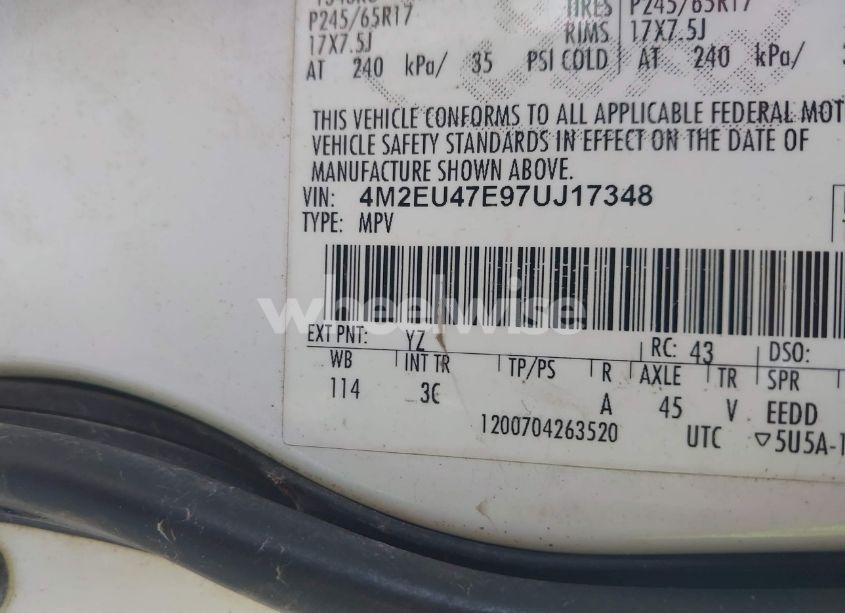 P245/65R17
17X7.5J
AT 240 kPa/ 35 PSI COLD
TIRES P245/65R17
RIMS 17X7.5J
AT 240 kPa/
THIS VEHICLE CONFORMS TO ALL APPLICABLE FEDERAL MOT
VEHICLE SAFETY STANDARDS IN EFFECT ON THE DATE OF
MANUFACTURE SHOWN ABOVE.
VIN: 4M2EU47E97UJ17348
TYPE: MPV
wheelwise
EXT PNT: YZ RC: 43 DSO:
WB INT TR TP/PS R AXLE TR SPR
114 3C A 45 V EEDD
1200704263520 UTC ▽5U5A-1